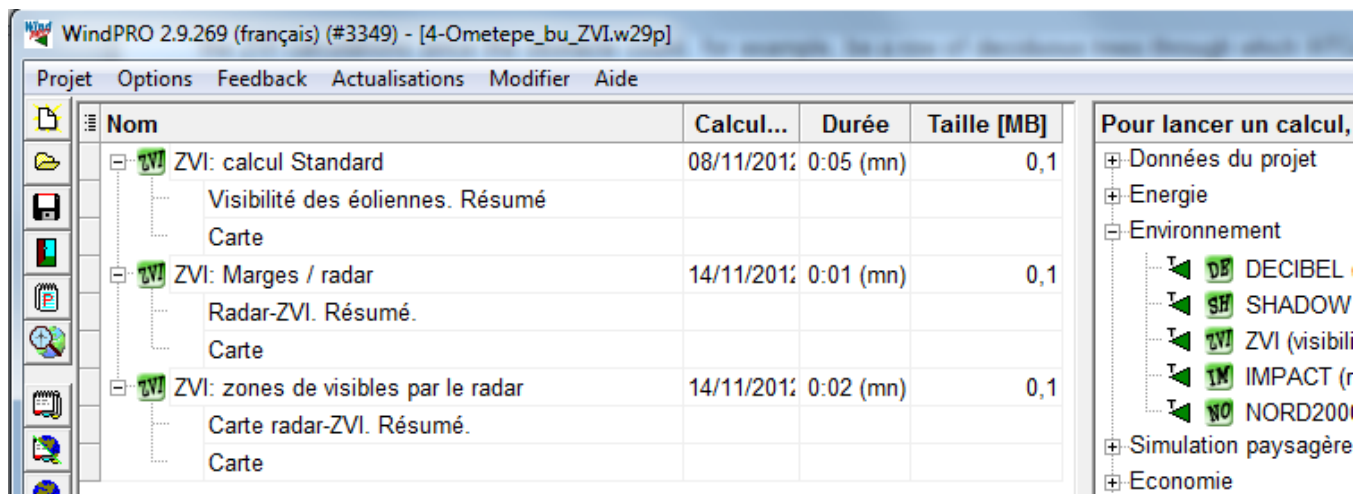 WindPRO 2.9.269 (français) (#3349) - [4-Ometepe_bu_ZVI.w29p]
Projet Options Feedback Actualisations Modifier Aide
Nom Calcul... Durée Taille [MB] Pour lancer un calcul,
ZVI ZVI: calcul Standard 08/11/2012 0:05 (mn) 0,1
Visibilité des éoliennes. Résumé
Carte
ZVI ZVI: Marges / radar 14/11/2012 0:01 (mn) 0,1
Radar-ZVI. Résumé.
Carte
ZVI ZVI: zones de visibles par le radar 14/11/2012 0:02 (mn) 0,1
Carte radar-ZVI. Résumé.
Carte
Données du projet
Energie
Environnement
DE DECIBEL
SH SHADOW
ZVI ZVI (visibili
IM IMPACT (r
NO NORD200
Simulation paysagère
Economie